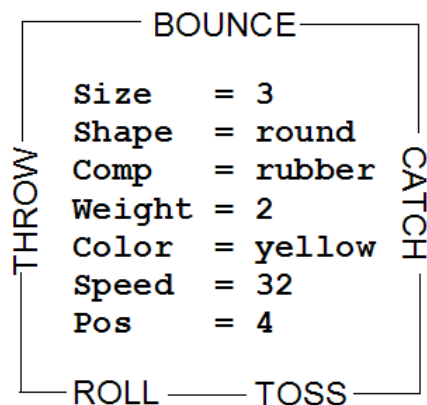 BOUNCE
Size = 3
Shape = round
Comp = rubber
Weight = 2
Color = yellow
Speed = 32
Pos = 4
THROW
CATCH
ROLL
TOSS